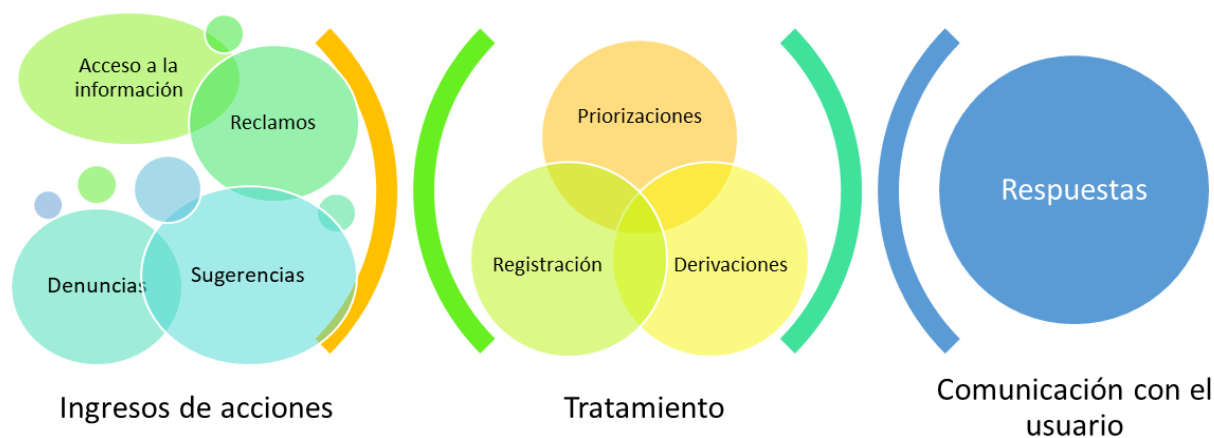 Acceso a la
información
Reclamos
Denuncias
Sugerencias
Ingresos de acciones
Priorizaciones
Registración
Derivaciones
Tratamiento
Respuestas
Comunicación con el
usuario